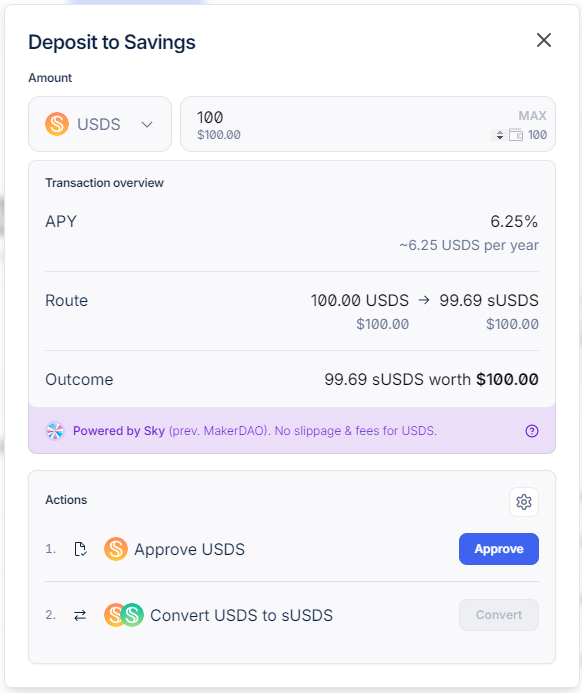 Deposit to Savings
Amount
USDS
100
MAX
$100.00
100
Transaction overview
APY
6.25%
~6.25 USDS per year
Route
100.00 USDS → 99.69 sUSDS
$100.00
$100.00
Outcome
99.69 sUSDS worth $100.00
Powered by Sky (prev. MakerDAO). No slippage & fees for USDS.
Actions
1.
Approve USDS
Approve
2.
Convert USDS to sUSDS
Convert